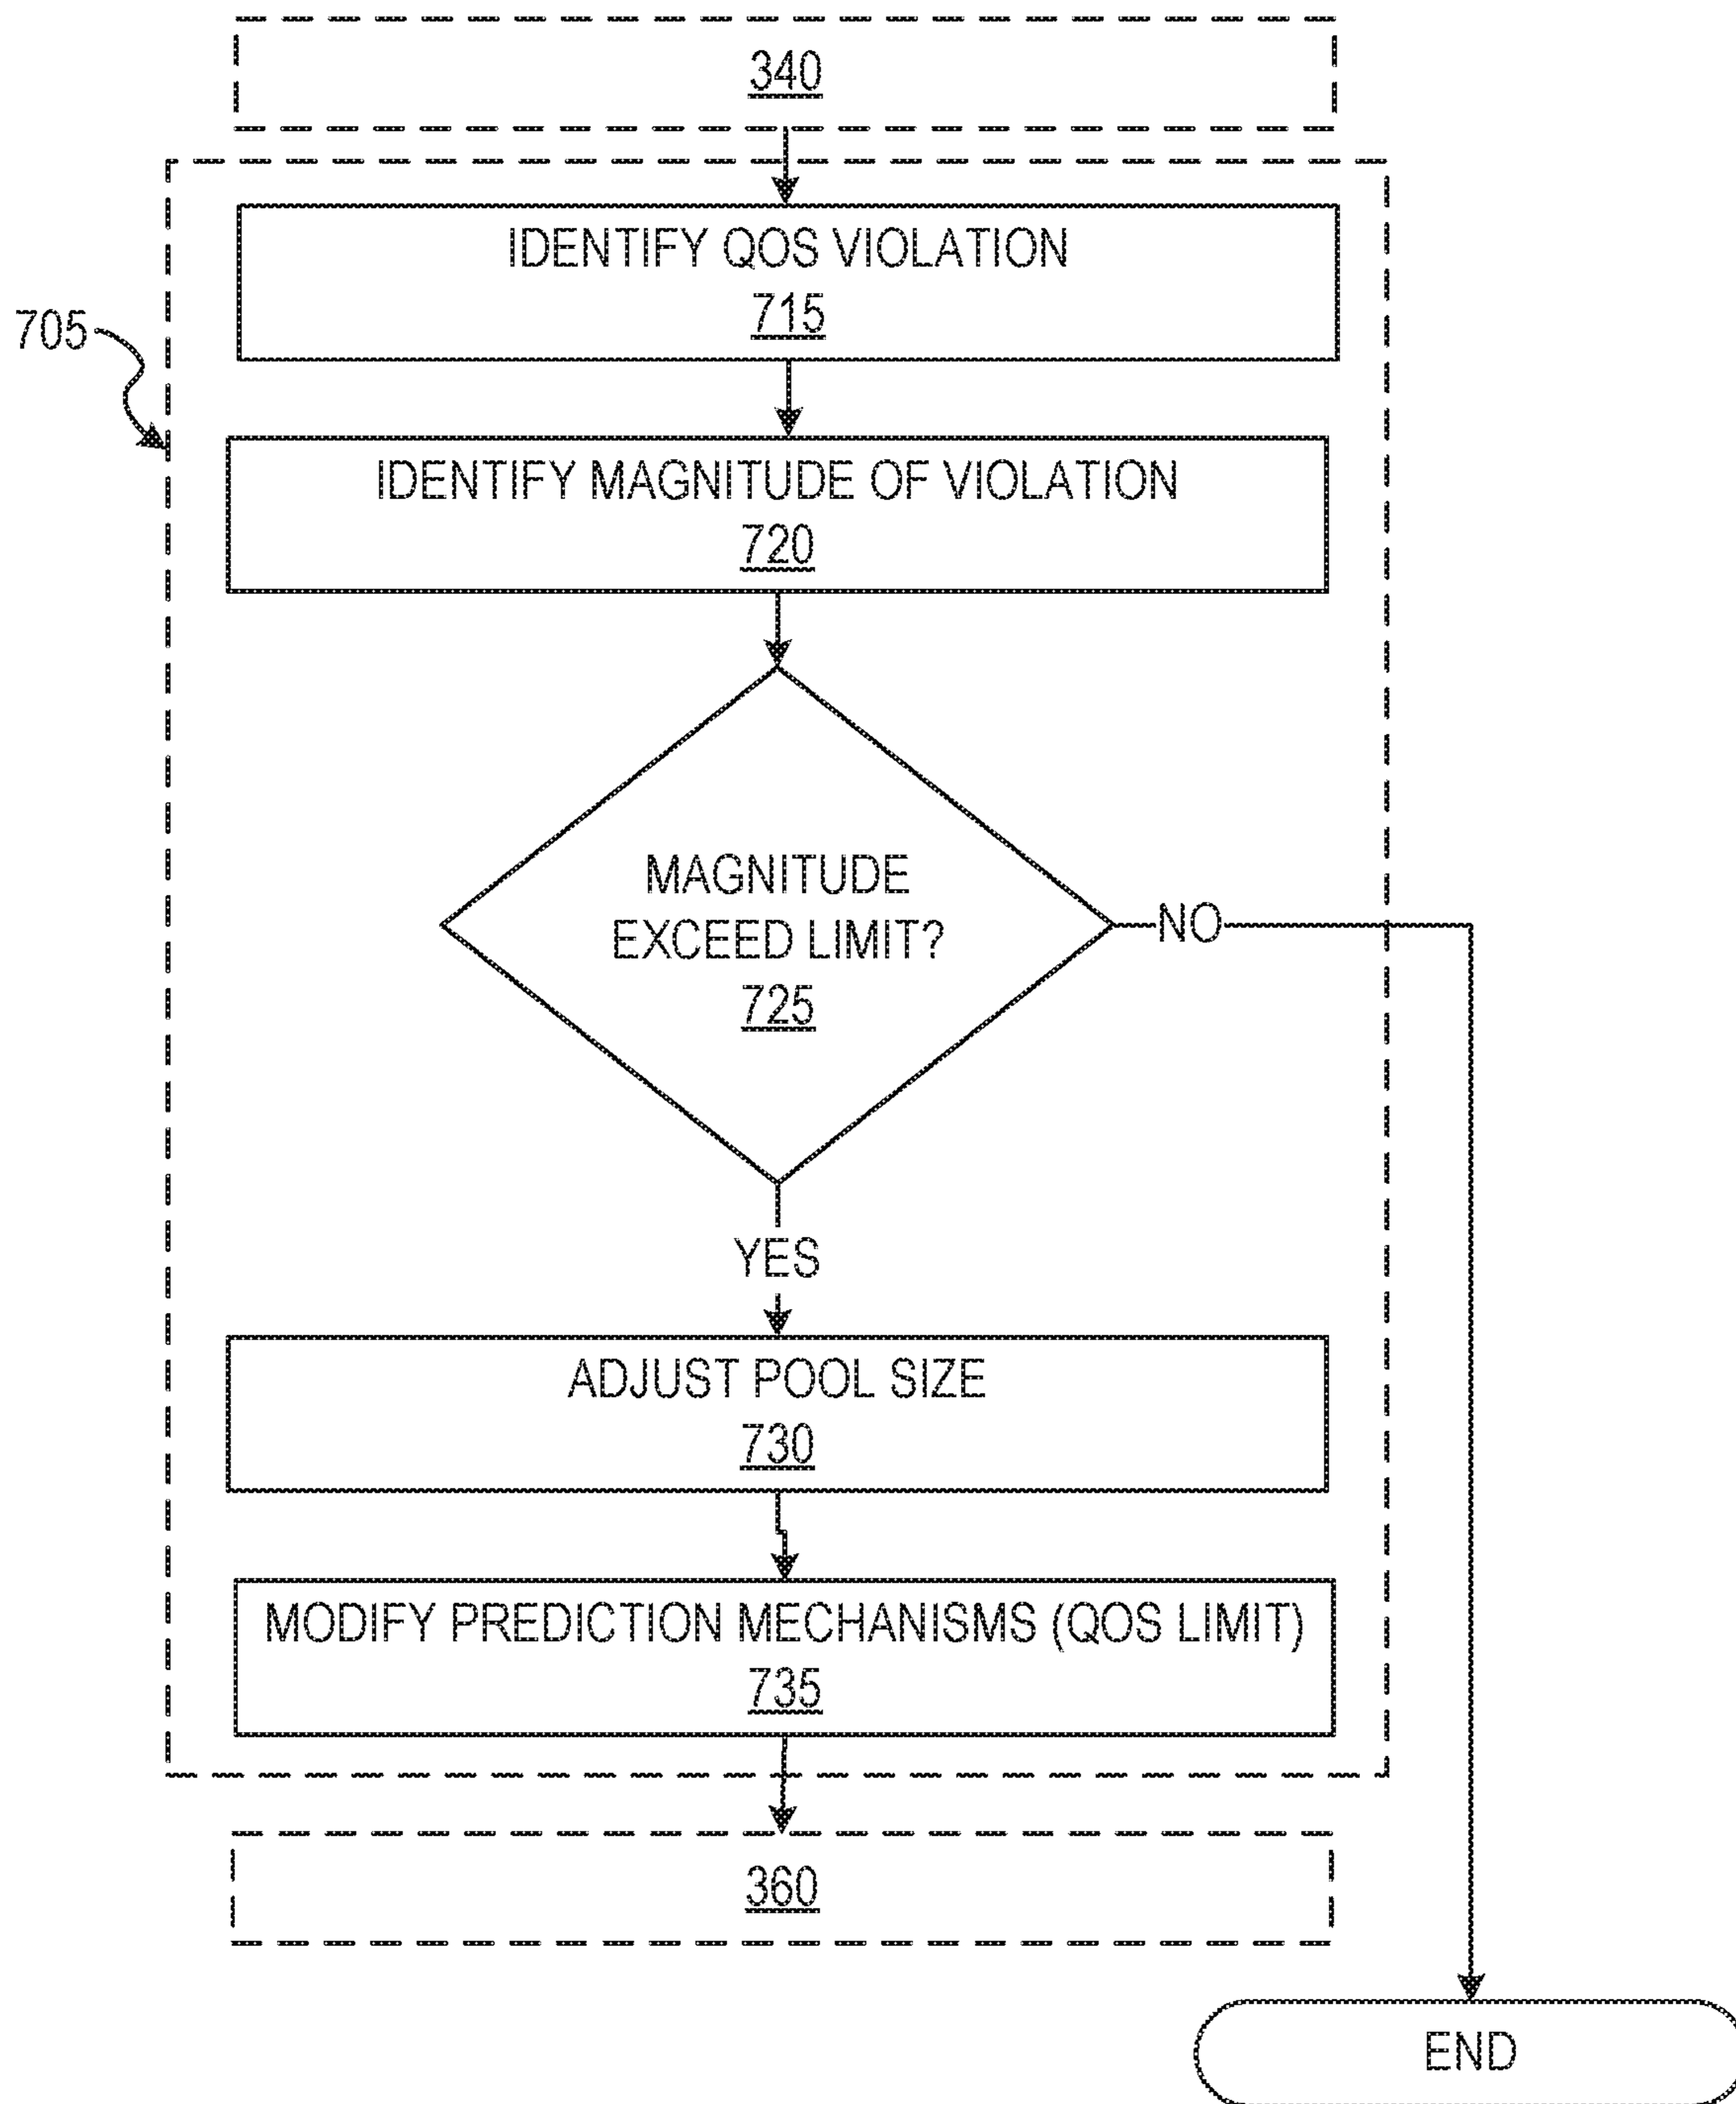 340
705
IDENTIFY QOS VIOLATION
715
IDENTIFY MAGNITUDE OF VIOLATION
720
MAGNITUDE
EXCEED LIMIT?
725
NO
YES
ADJUST POOL SIZE
730
MODIFY PREDICTION MECHANISMS (QOS LIMIT)
735
360
END